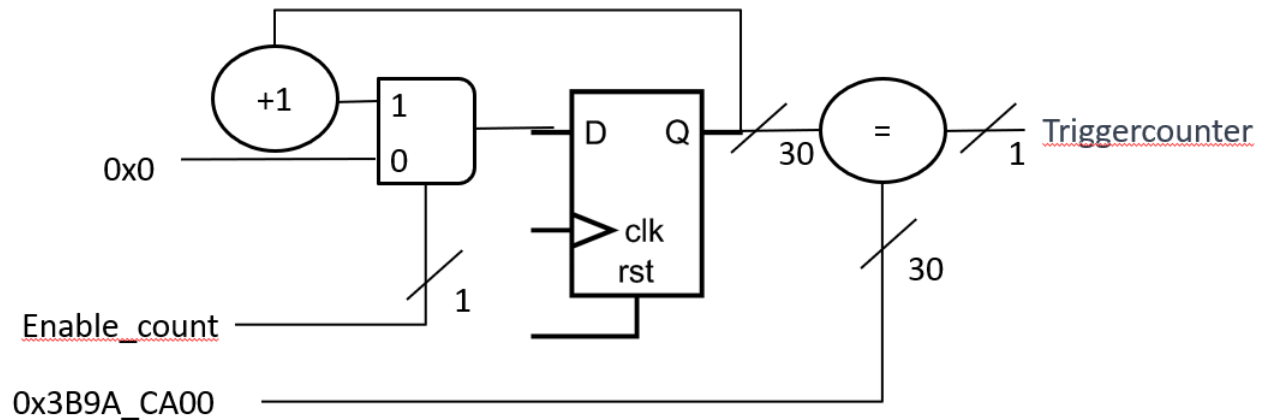 +1
1
0
0x0
D
Q
30
=
1
Triggercounter
clk
rst
30
1
Enable_count
0x3B9A_CA00